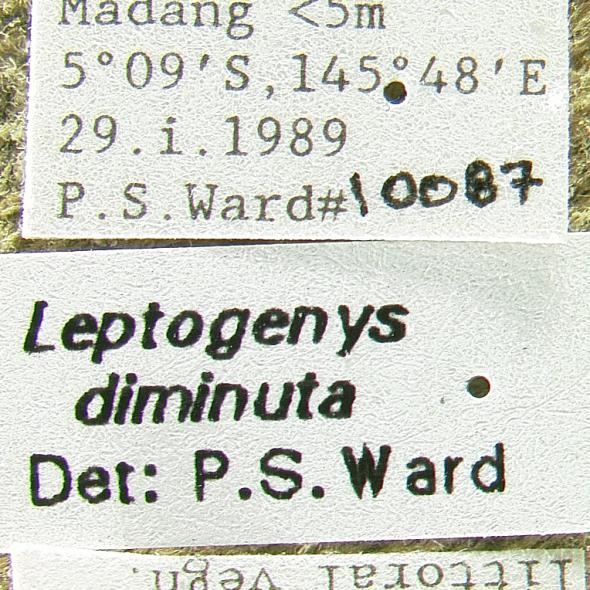 Madang <5m
5°09'S,145°48'E
29.i.1989
P.S.Ward#10087
Leptogenys
diminuta
Det: P.S.Ward
littoral vegn.